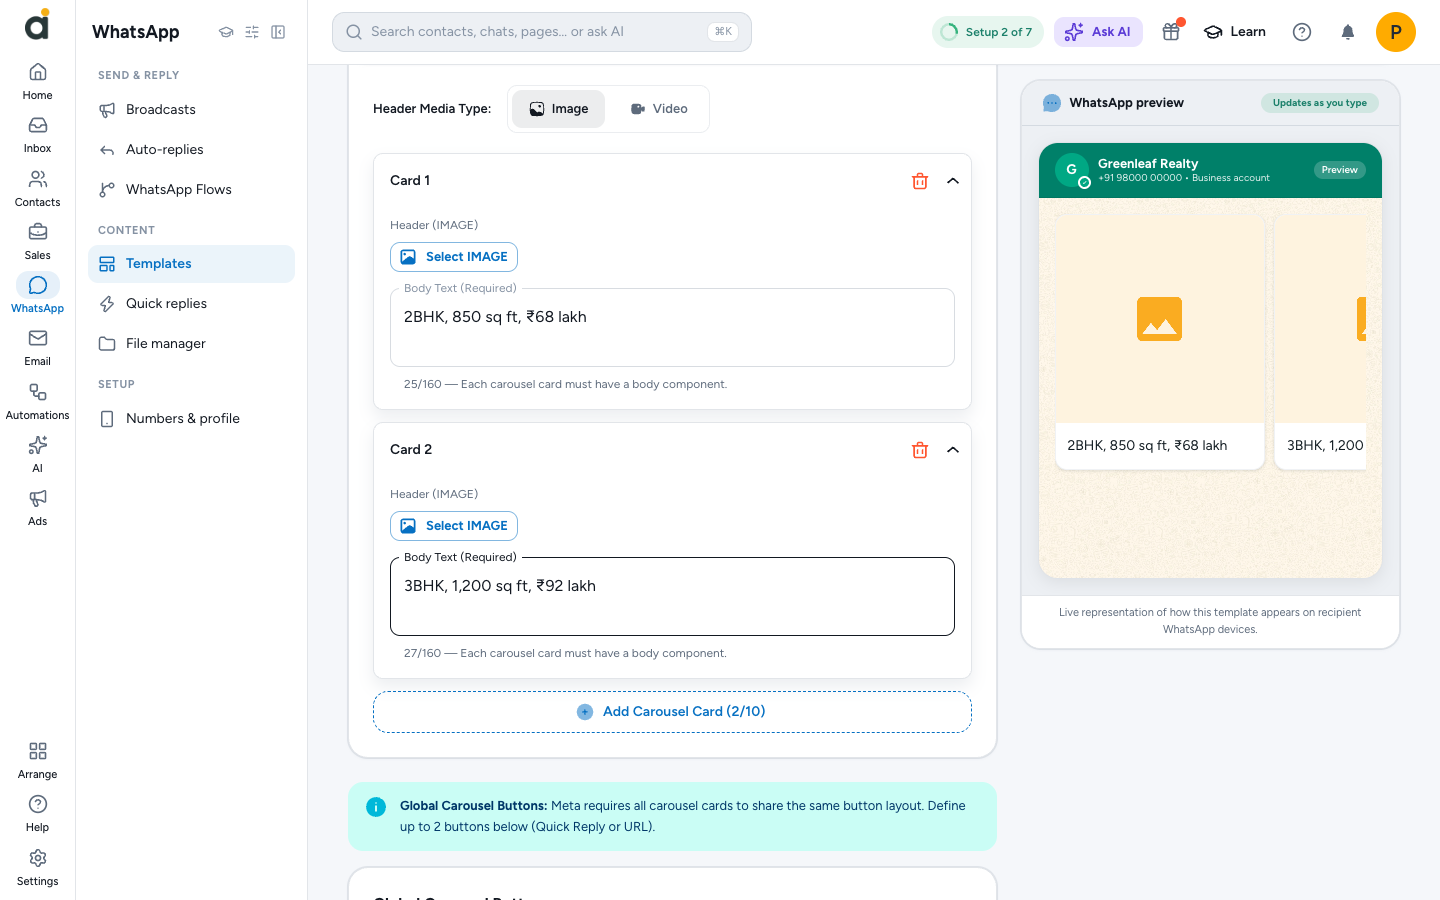 WhatsApp
Search contacts, chats, pages... or ask AI
⌘K
Setup 2 of 7
Ask AI
Learn
P
Home
Inbox
Contacts
Sales
WhatsApp
Email
Automations
AI
Ads
Arrange
Help
Settings
SEND & REPLY
Broadcasts
Auto-replies
WhatsApp Flows
CONTENT
Templates
Quick replies
File manager
SETUP
Numbers & profile
Header Media Type:
Image
Video
Card 1
Header (IMAGE)
Select IMAGE
Body Text (Required)
2BHK, 850 sq ft, ₹68 lakh
25/160 — Each carousel card must have a body component.
Card 2
Header (IMAGE)
Select IMAGE
Body Text (Required)
3BHK, 1,200 sq ft, ₹92 lakh
27/160 — Each carousel card must have a body component.
Add Carousel Card (2/10)
Global Carousel Buttons: Meta requires all carousel cards to share the same button layout. Define
up to 2 buttons below (Quick Reply or URL).
WhatsApp preview
Updates as you type
G
Greenleaf Realty
+91 98000 00000 • Business account
Preview
2BHK, 850 sq ft, ₹68 lakh
3BHK, 1,200
Live representation of how this template appears on recipient
WhatsApp devices.